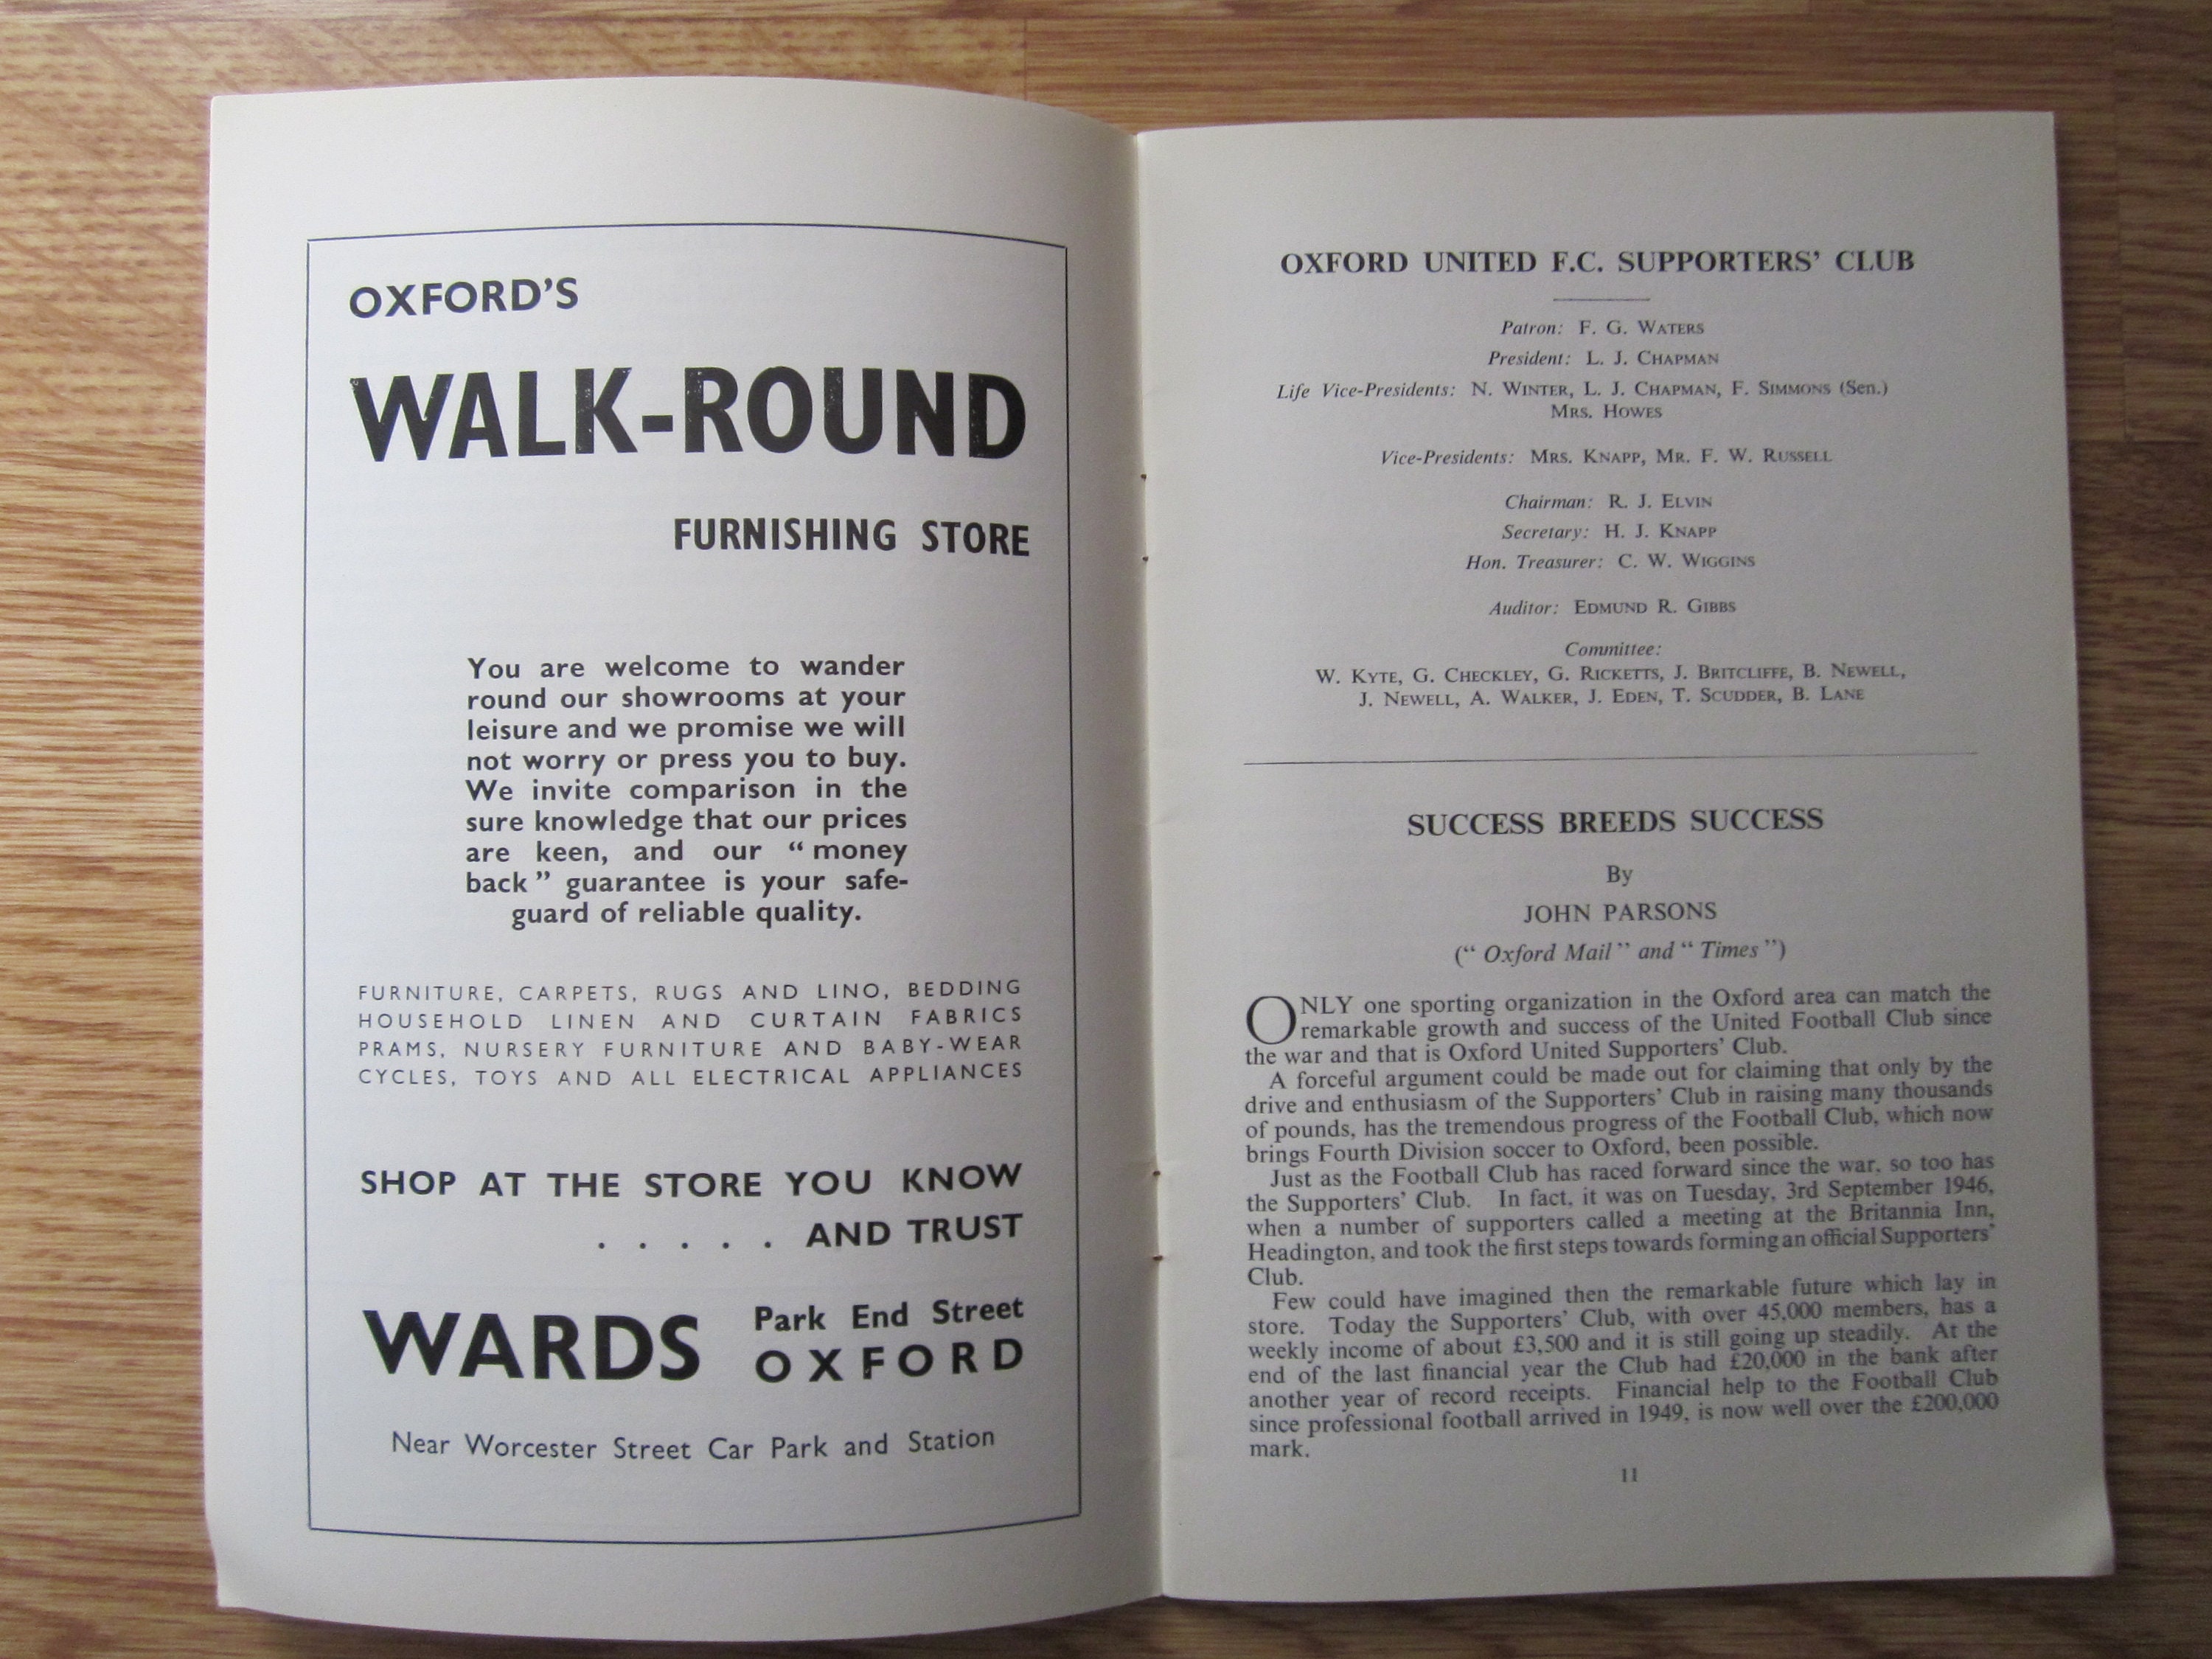 OXFORD'S
WALK-ROUND
FURNISHING STORE
You are welcome to wander
round our showrooms at your
leisure and we promise we will
not worry or press you to buy.
We invite comparison in the
sure knowledge that our prices
are keen, and our “ money
back ” guarantee is your safe-
guard of reliable quality.
FURNITURE, CARPETS, RUGS AND LINO, BEDDING
HOUSEHOLD LINEN AND CURTAIN FABRICS
PRAMS, NURSERY FURNITURE AND BABY-WEAR
CYCLES, TOYS AND ALL ELECTRICAL APPLIANCES
SHOP AT THE STORE YOU KNOW
. . . . . AND TRUST
WARDS Park End Street
OXFORD
Near Worcester Street Car Park and Station
OXFORD UNITED F.C. SUPPORTERS' CLUB
Patron: F. G. WATERS
President: L. J. CHAPMAN
Life Vice-Presidents: N. WINTER, L. J. CHAPMAN, F. SIMMONS (Sen.)
MRS. HOWES
Vice-Presidents: MRS. KNAPP, MR. F. W. RUSSELL
Chairman: R. J. ELVIN
Secretary: H. J. KNAPP
Hon. Treasurer: C. W. WIGGINS
Auditor: EDMUND R. GIBBS
Committee:
W. KYTE, G. CHECKLEY, G. RICKETTS, J. BRITCLIFFE, B. NEWELL,
J. NEWELL, A. WALKER, J. EDEN, T. SCUDDER, B. LANE
SUCCESS BREEDS SUCCESS
By
JOHN PARSONS
(“ Oxford Mail ” and “ Times ”)
ONLY one sporting organization in the Oxford area can match the
remarkable growth and success of the United Football Club since
the war and that is Oxford United Supporters' Club.
A forceful argument could be made out for claiming that only by the
drive and enthusiasm of the Supporters' Club in raising many thousands
of pounds, has the tremendous progress of the Football Club, which now
brings Fourth Division soccer to Oxford, been possible.
Just as the Football Club has raced forward since the war, so too has
the Supporters' Club. In fact, it was on Tuesday, 3rd September 1946,
when a number of supporters called a meeting at the Britannia Inn,
Headington, and took the first steps towards forming an official Supporters'
Club.
Few could have imagined then the remarkable future which lay in
store. Today the Supporters' Club, with over 45,000 members, has a
weekly income of about £3,500 and it is still going up steadily. At the
end of the last financial year the Club had £20,000 in the bank after
another year of record receipts. Financial help to the Football Club
since professional football arrived in 1949, is now well over the £200,000
mark.
11